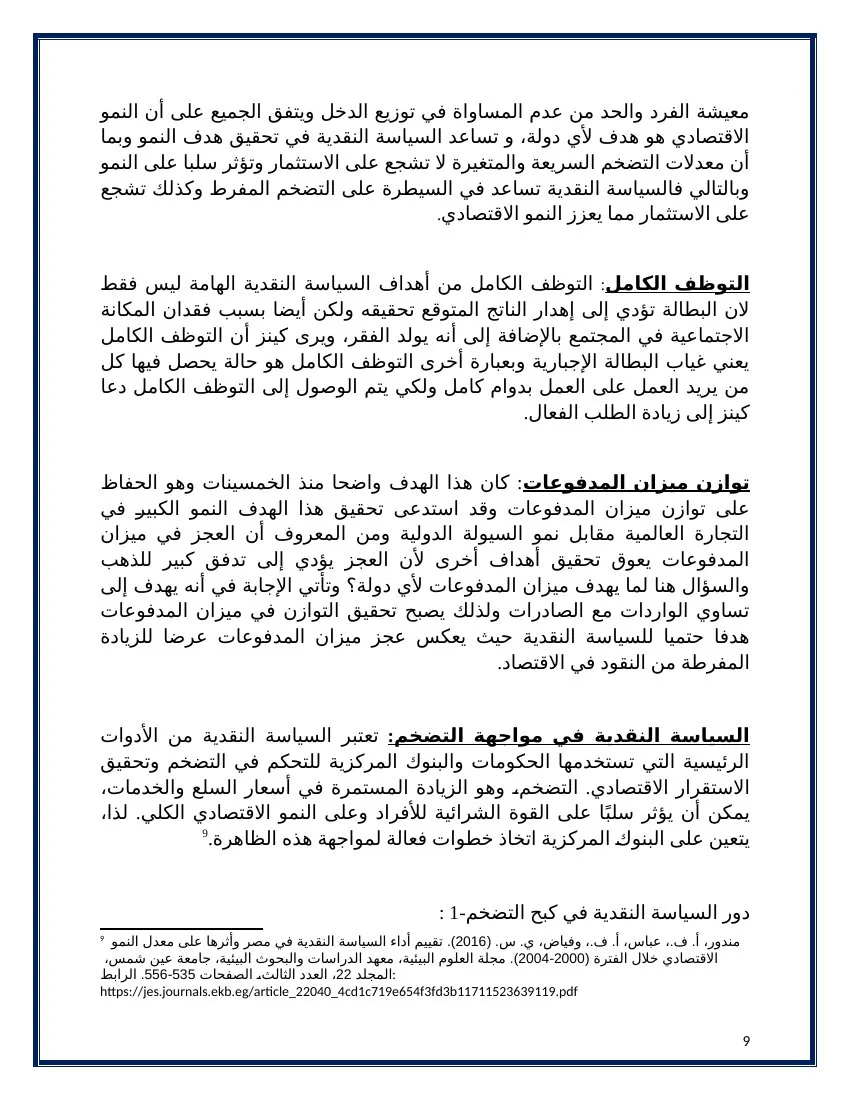 معيشة الفرد والحد من عدم المساواة في توزيع الدخل ويتفق الجميع على أن النمو
الاقتصادي هو هدف لأي دولة، و تساعد السياسة النقدية في تحقيق هدف النمو وبما
أن معدلات التضخم السريعة والمتغيرة لا تشجع على الاستثمار وتؤثر سلبا على النمو
وبالتالي فالسياسة النقدية تساعد في السيطرة على التضخم المفرط وكذلك تشجع
على الاستثمار مما يعزز النمو الاقتصادي.
التوظف الكامل: التوظف الكامل من أهداف السياسة النقدية الهامة ليس فقط
لان البطالة تؤدي إلى إهدار الناتج المتوقع تحقيقه ولكن أيضا بسبب فقدان المكانة
الاجتماعية في المجتمع بالإضافة إلى أنه يولد الفقر، ويرى كينز أن التوظف الكامل
يعني غياب البطالة الإجبارية وبعبارة أخرى التوظف الكامل هو حالة يحصل فيها كل
من يريد العمل على العمل بدوام كامل ولكي يتم الوصول إلى التوظف الكامل دعا
كينز إلى زيادة الطلب الفعال.
توازن ميزان المدفوعات: كان هذا الهدف واضحا منذ الخمسينات وهو الحفاظ
على توازن ميزان المدفوعات وقد استدعى تحقيق هذا الهدف النمو الكبير في
التجارة العالمية مقابل نمو السيولة الدولية ومن المعروف أن العجز في ميزان
المدفوعات يعوق تحقيق أهداف أخرى لأن العجز يؤدي إلى تدفق كبير للذهب
والسؤال هنا لما يهدف ميزان المدفوعات لأي دولة؟ وتأتي الإجابة في أنه يهدف إلى
تساوي الواردات مع الصادرات ولذلك يصبح تحقيق التوازن في ميزان المدفوعات
هدفا حتميا للسياسة النقدية حيث يعكس عجز ميزان المدفوعات عرضا للزيادة
المفرطة من النقود في الاقتصاد.
السياسة النقدية في مواجهة التضخم: تعتبر السياسة النقدية من الأدوات
الرئيسية التي تستخدمها الحكومات والبنوك المركزية للتحكم في التضخم وتحقيق
الاستقرار الاقتصادي. التضخم، وهو الزيادة المستمرة في أسعار السلع والخدمات،
يمكن أن يؤثر سلبًا على القوة الشرائية للأفراد وعلى النمو الاقتصادي الكلي. لذا،
يتعين على البنوك المركزية اتخاذ خطوات فعالة لمواجهة هذه الظاهرة.9
دور السياسة النقدية في كبح التضخم-1 :
9 مندور، أ. ف.، عباس، أ. ف.، وفياض، ي. س. (2016). تقييم أداء السياسة النقدية في مصر وأثرها على معدل النمو
الاقتصادي خلال الفترة (2000-2004). مجلة العلوم البيئية، معهد الدراسات والبحوث البيئية، جامعة عين شمس،
المجلد 22، العدد الثالث، الصفحات 535-556. الرابط:
https://jes.journals.ekb.eg/article_22040_4cd1c719e654f3fd3b11711523639119.pdf
9